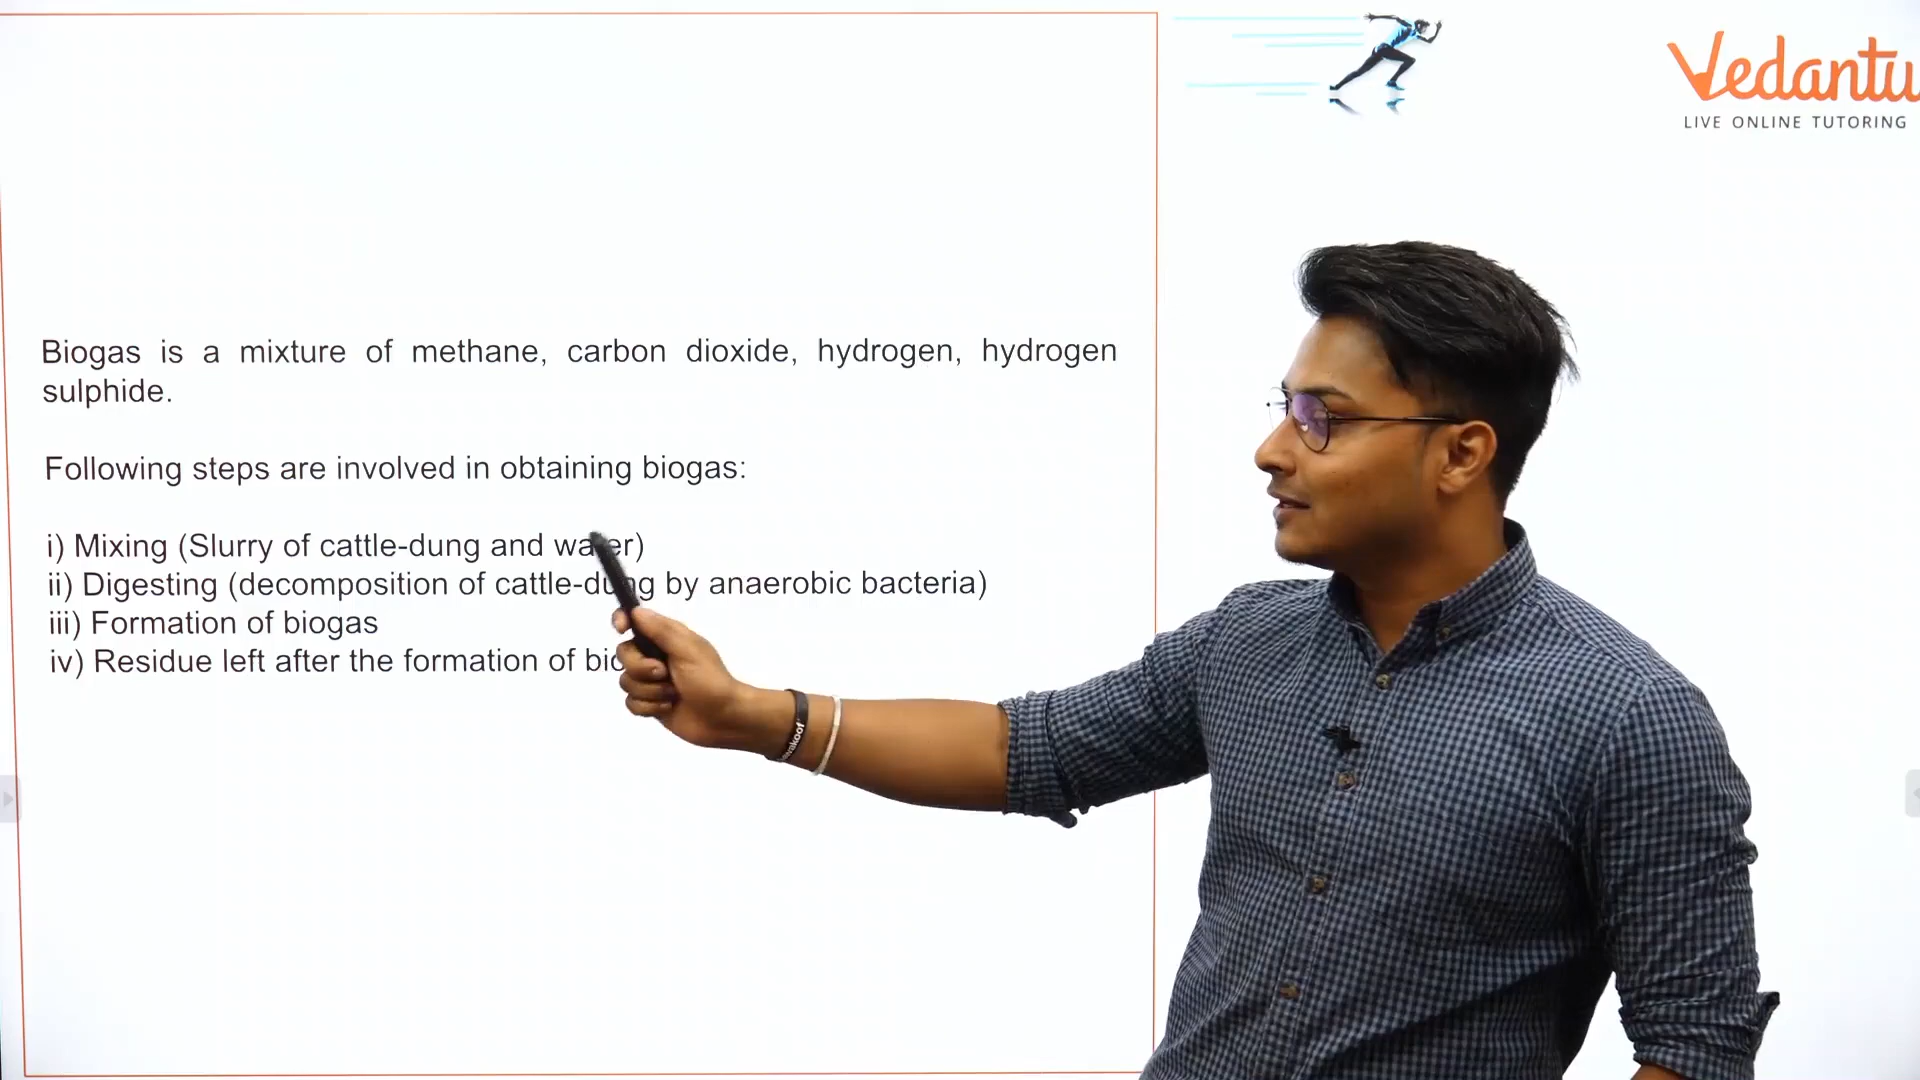 Vedantu
LIVE ONLINE TUTORING
Biogas is a mixture of methane, carbon dioxide, hydrogen, hydrogen
sulphide.
Following steps are involved in obtaining biogas:
i) Mixing (Slurry of cattle-dung and water)
ii) Digesting (decomposition of cattle-dung by anaerobic bacteria)
iii) Formation of biogas
iv) Residue left after the formation of